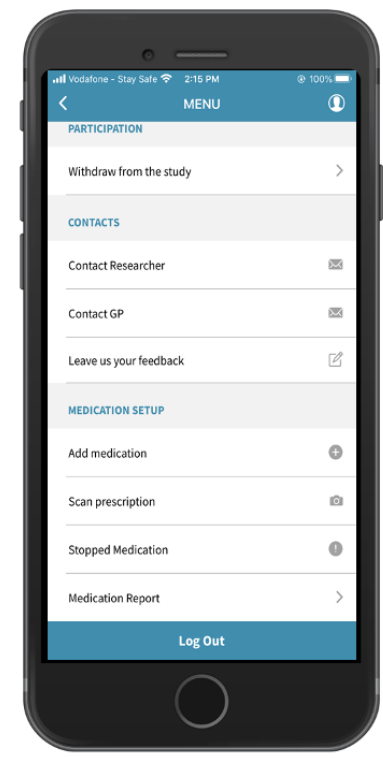 Vodafone - Stay Safe 2:15 PM 100%
MENU
PARTICIPATION
Withdraw from the study
CONTACTS
Contact Researcher
Contact GP
Leave us your feedback
MEDICATION SETUP
Add medication
Scan prescription
Stopped Medication
Medication Report
Log Out